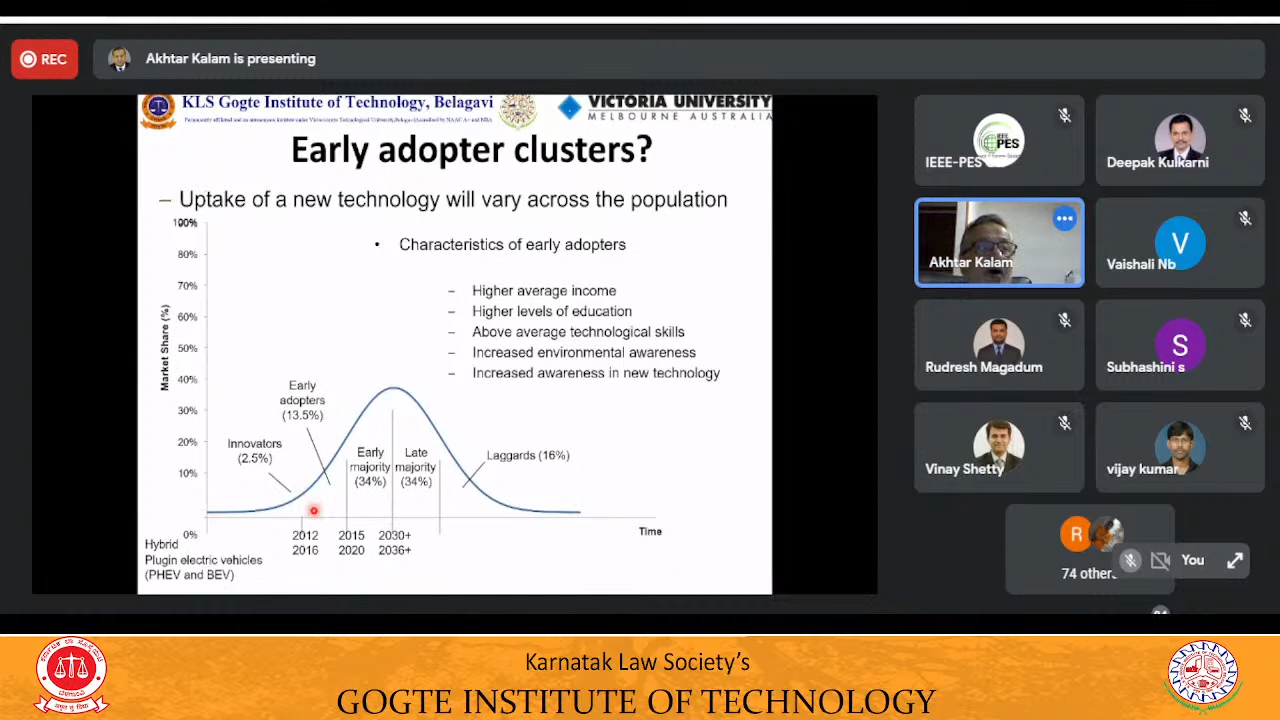 REC
Akhtar Kalam is presenting
KLS Gogte Institute of Technology, Belagavi
VICTORIA UNIVERSITY
MELBOURNE AUSTRALIA
Early adopter clusters?
– Uptake of a new technology will vary across the population
• Characteristics of early adopters
– Higher average income
– Higher levels of education
– Above average technological skills
– Increased environmental awareness
– Increased awareness in new technology
Market Share (%)
100%
80%
70%
60%
50%
40%
30%
20%
10%
0%
Innovators
(2.5%)
Early
adopters
(13.5%)
Early
majority
(34%)
Late
majority
(34%)
Laggards (16%)
Time
2012 2015 2030+
2016 2020 2036+
Hybrid
Plugin electric vehicles
(PHEV and BEV)
PES
IEEE-PES
Deepak Kulkarni
Akhtar Kalam
V
Vaishali Nb
Rudresh Magadum
S
Subhashini s
Vinay Shetty
vijay kumar
R
74 others
You
Karnatak Law Society's
GOGTE INSTITUTE OF TECHNOLOGY